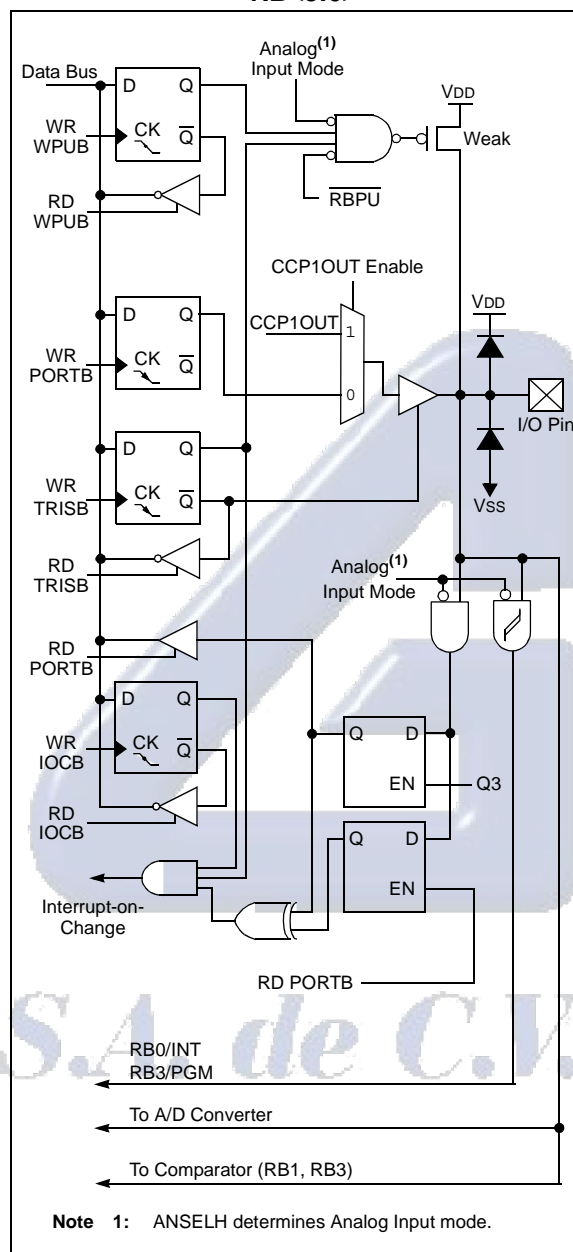 Analog(1)
Input Mode
Data Bus
D Q
VDD
WR
WPUB
CK
Q
Weak
RD
WPUB
RBPU
CCP1OUT Enable
D Q
CCP1OUT
1
VDD
WR
PORTB
CK
Q
0
I/O Pin
D Q
WR
TRISB
CK
Q
VSS
RD
TRISB
Analog(1)
Input Mode
RD
PORTB
D Q
WR
IOCB
CK
Q
Q D
EN
Q3
RD
IOCB
Q D
EN
Interrupt-on-
Change
RD PORTB
S.A. de C.V.
RB0/INT
RB3/PGM
To A/D Converter
To Comparator (RB1, RB3)
Note 1: ANSELH determines Analog Input mode.